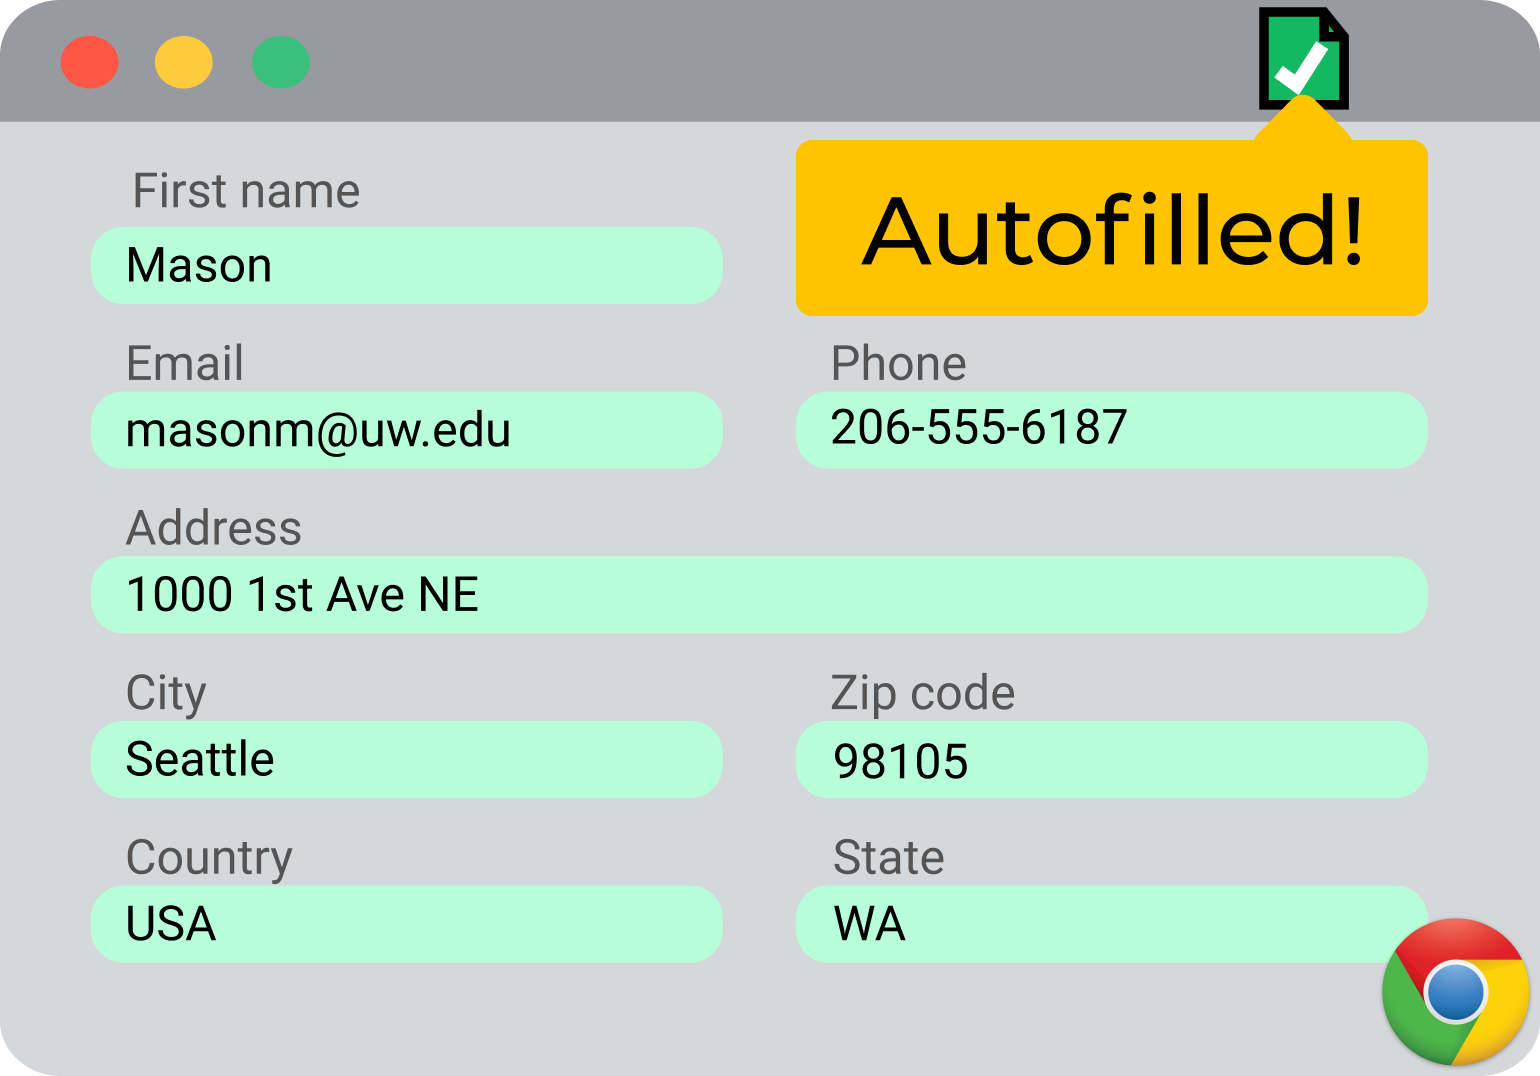 First name
Mason
Autofilled!
Email
masonm@uw.edu
Phone
206-555-6187
Address
1000 1st Ave NE
City
Seattle
Zip code
98105
Country
USA
State
WA